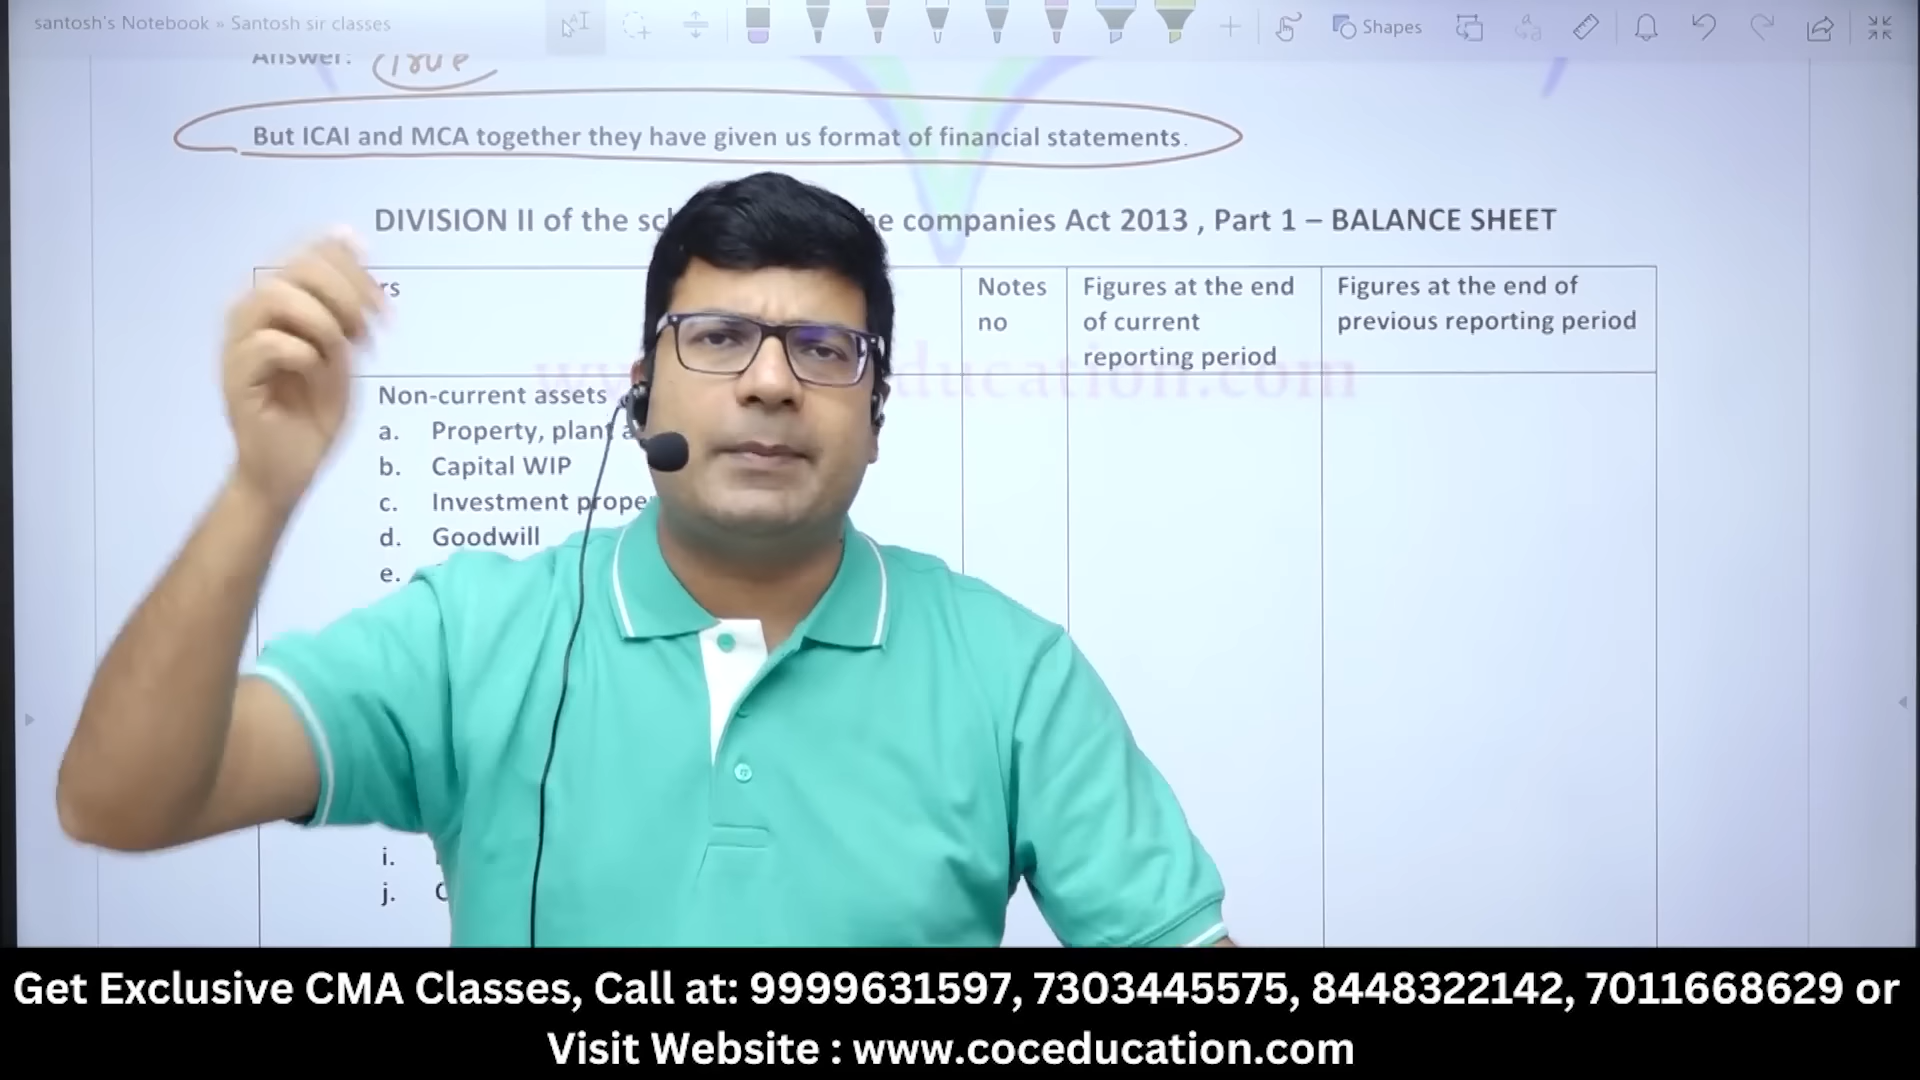 santosh's Notebook » Santosh sir classes
Shapes
Answer: True
But ICAI and MCA together they have given us format of financial statements.
DIVISION II of the companies Act 2013 , Part 1 – BALANCE SHEET
Notes no
Figures at the end of current reporting period
Figures at the end of previous reporting period
Non-current assets
a. Property, plant
b. Capital WIP
c. Investment
d. Goodwill
e.
i.
j.
Get Exclusive CMA Classes, Call at: 9999631597, 7303445575, 8448322142, 7011668629 or
Visit Website : www.coceducation.com